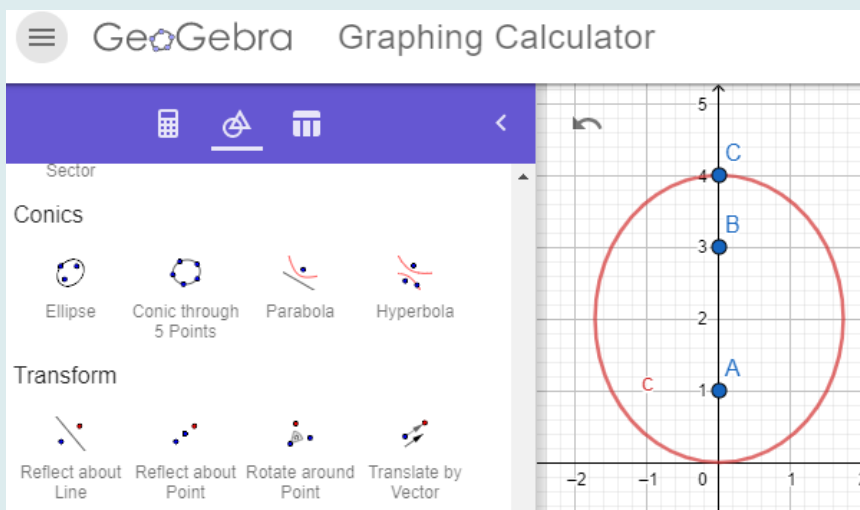 GeoGebra Graphing Calculator
Sector
Conics
Ellipse
Conic through
5 Points
Parabola
Hyperbola
Transform
Reflect about
Line
Reflect about
Point
Rotate around
Point
Translate by
Vector
5
C
4
B
3
2
A
c
1
−2 −1 0 1